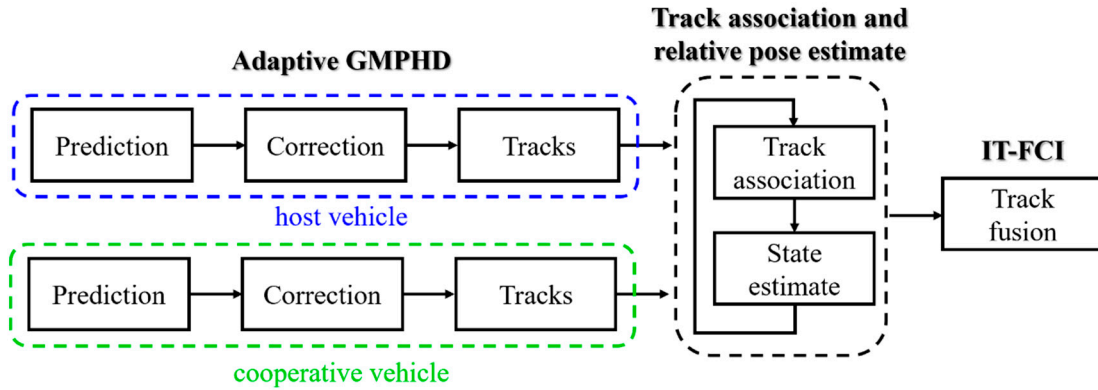 Adaptive GMPHD
Prediction
Correction
Tracks
host vehicle
Prediction
Correction
Tracks
cooperative vehicle
Track association and
relative pose estimate
Track
association
State
estimate
IT-FCI
Track
fusion